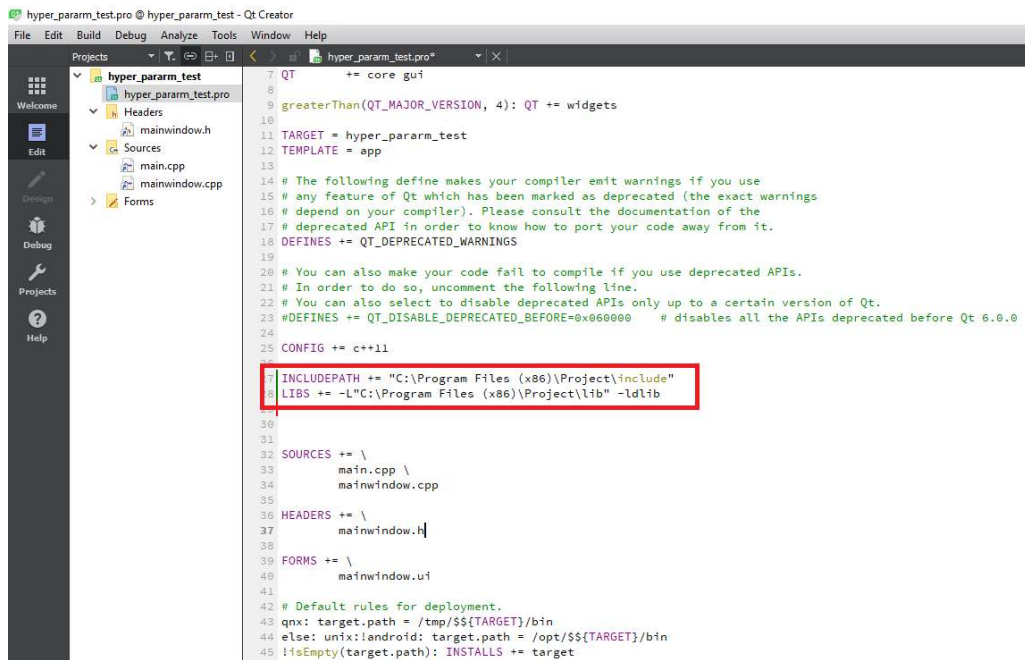 hyper_pararm_test.pro @ hyper_pararm_test - Qt Creator
File Edit Build Debug Analyze Tools Window Help
Projects
hyper_pararm_test.pro*
Welcome
Edit
Design
Debug
Projects
Help
hyper_pararm_test
hyper_pararm_test.pro
Headers
mainwindow.h
Sources
main.cpp
mainwindow.cpp
Forms
7 QT += core gui
8
9 greaterThan(QT_MAJOR_VERSION, 4): QT += widgets
10
11 TARGET = hyper_pararm_test
12 TEMPLATE = app
13
14 # The following define makes your compiler emit warnings if you use
15 # any feature of Qt which has been marked as deprecated (the exact warnings
16 # depend on your compiler). Please consult the documentation of the
17 # deprecated API in order to know how to port your code away from it.
18 DEFINES += QT_DEPRECATED_WARNINGS
19
20 # You can also make your code fail to compile if you use deprecated APIs.
21 # In order to do so, uncomment the following line.
22 # You can also select to disable deprecated APIs only up to a certain version of Qt.
23 #DEFINES += QT_DISABLE_DEPRECATED_BEFORE=0x060000 # disables all the APIs deprecated before Qt 6.0.0
24
25 CONFIG += c++11
26
7 INCLUDEPATH += "C:\Program Files (x86)\Project\include"
8 LIBS += -L"C:\Program Files (x86)\Project\lib" -ldlib
29
30
31
32 SOURCES += \
33 main.cpp \
34 mainwindow.cpp
35
36 HEADERS += \
37 mainwindow.h
38
39 FORMS += \
40 mainwindow.ui
41
42 # Default rules for deployment.
43 qnx: target.path = /tmp/$${TARGET}/bin
44 else: unix:!android: target.path = /opt/$${TARGET}/bin
45 !isEmpty(target.path): INSTALLS += target